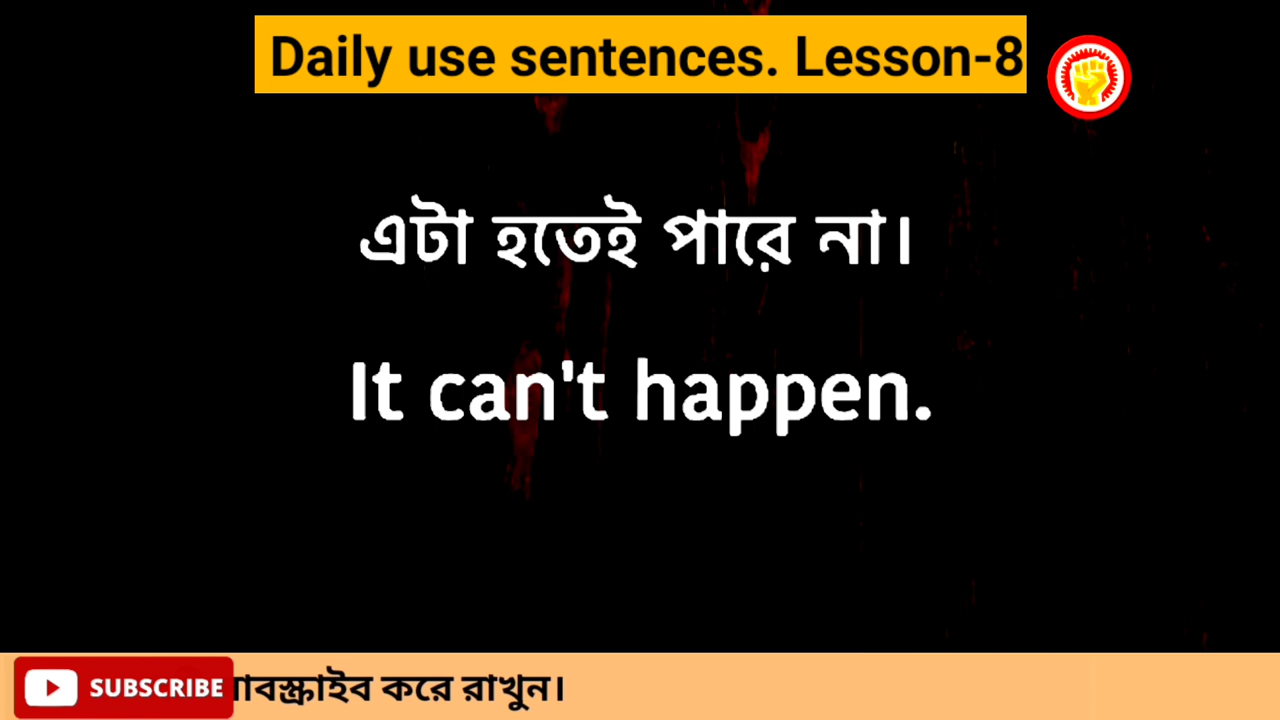 Daily use sentences. Lesson-8
এটা হতেই পারে না।
It can't happen.
SUBSCRIBE করে রাখুন।